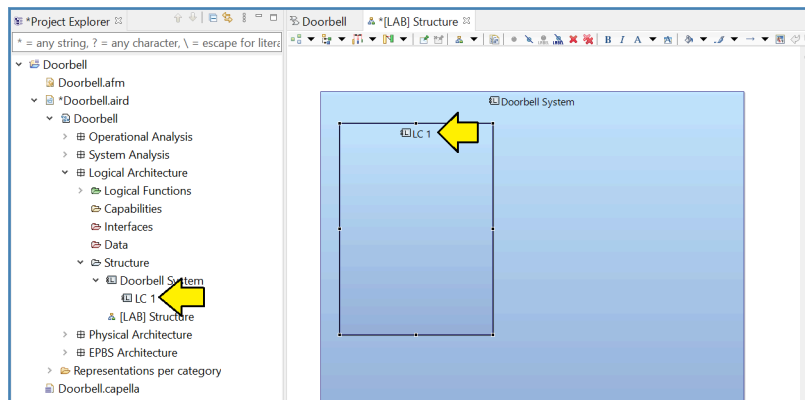 *Project Explorer
* = any string, ? = any character, \ = escape for litera
Doorbell
Doorbell.afm
*Doorbell.aird
Doorbell
Operational Analysis
System Analysis
Logical Architecture
Logical Functions
Capabilities
Interfaces
Data
Structure
Doorbell System
LC 1
[LAB] Structure
Physical Architecture
EPBS Architecture
Representations per category
Doorbell.capella
Doorbell
*[LAB] Structure
B I A
Doorbell System
LC 1